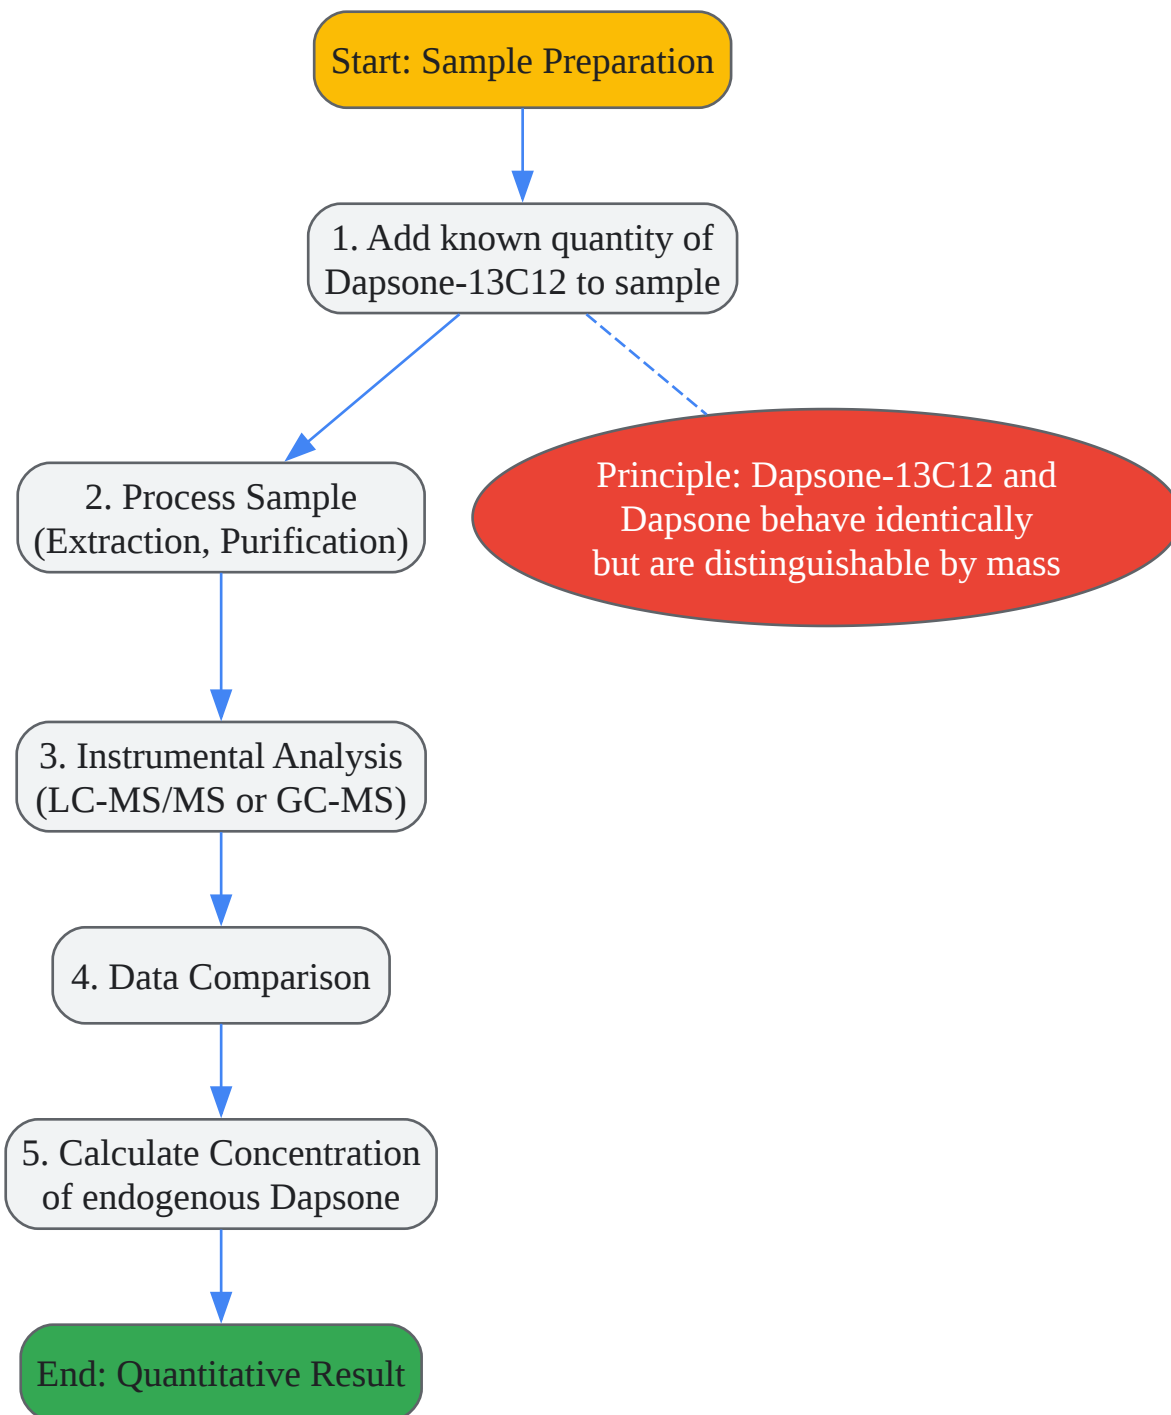 Start: Sample Preparation
1. Add known quantity of
Dapsone-13C12 to sample
2. Process Sample
(Extraction, Purification)
Principle: Dapsone-13C12 and
Dapsone behave identically
but are distinguishable by mass
3. Instrumental Analysis
(LC-MS/MS or GC-MS)
4. Data Comparison
5. Calculate Concentration
of endogenous Dapsone
End: Quantitative Result